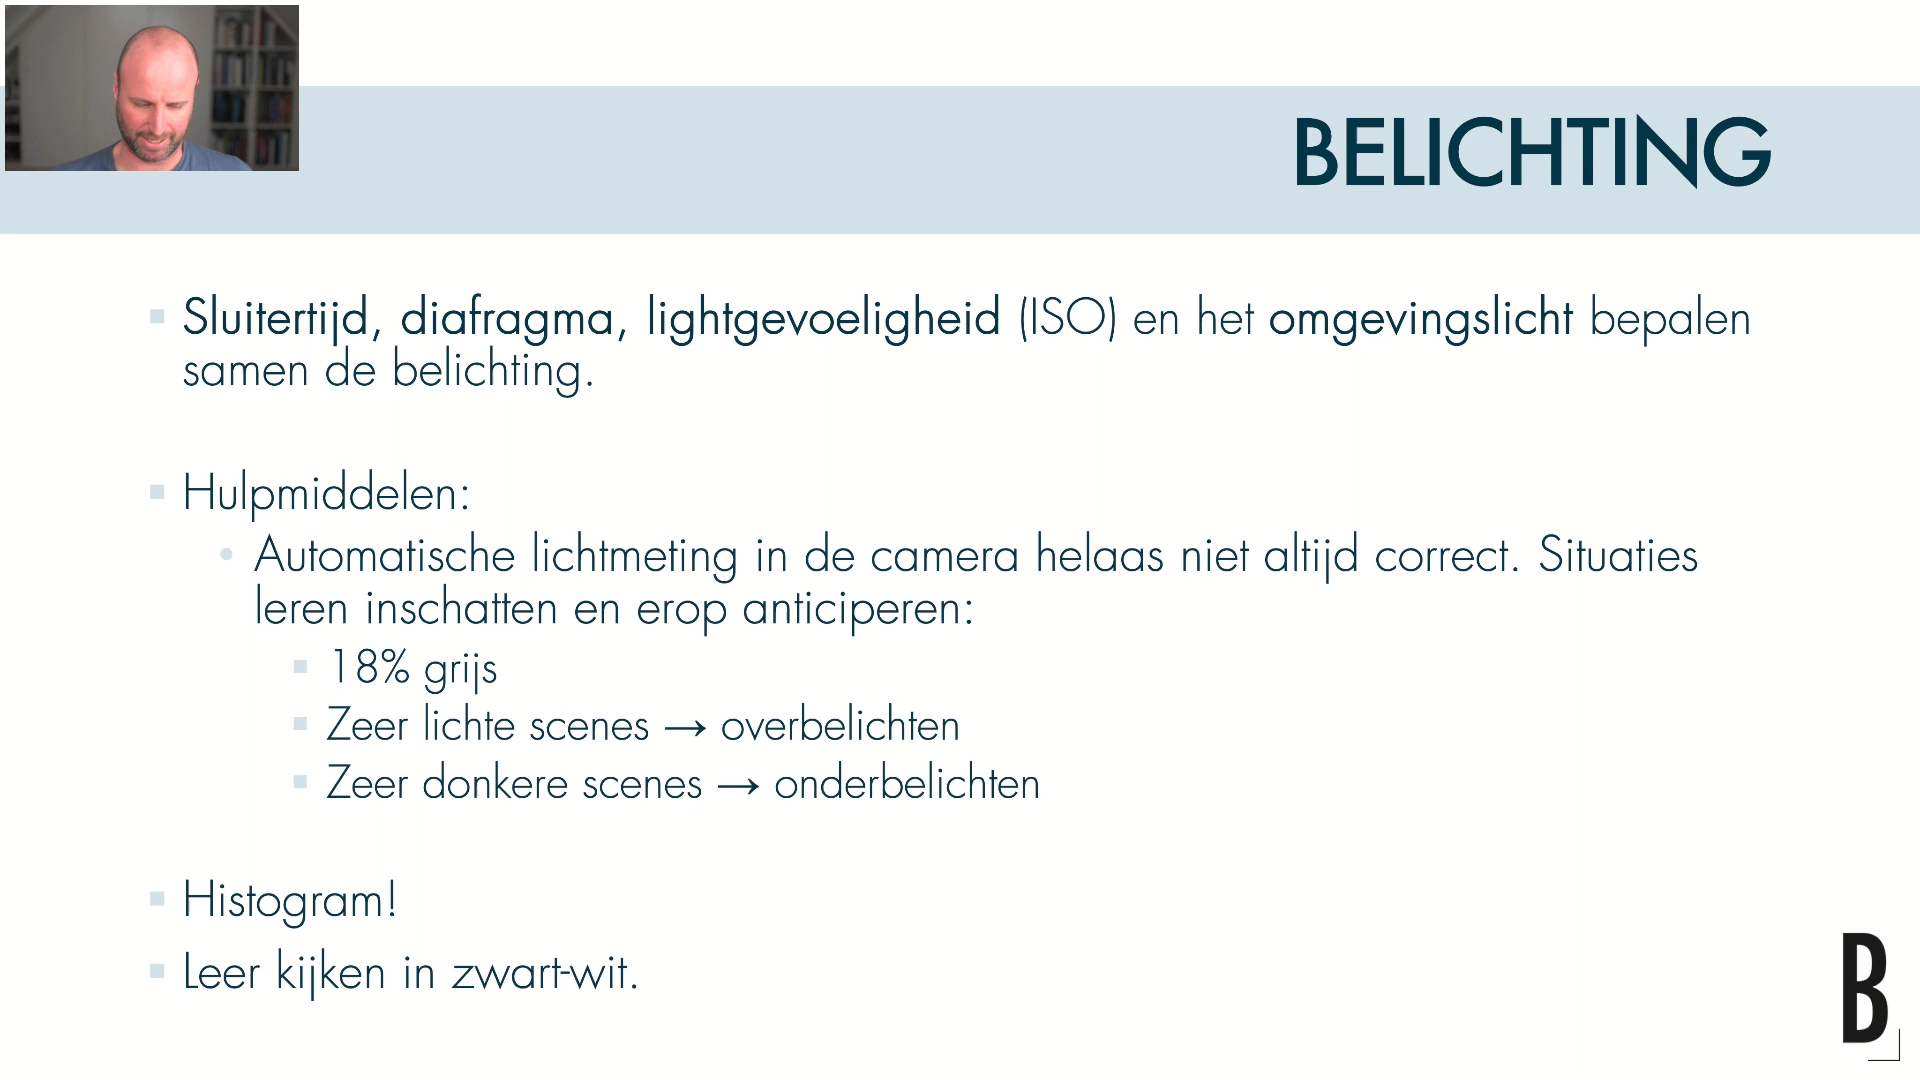 BELICHTING
Sluitertijd, diafragma, lightgevoeligheid (ISO) en het omgevingslicht bepalen
samen de belichting.
Hulpmiddelen:
Automatische lichtmeting in de camera helaas niet altijd correct. Situaties
leren inschatten en erop anticiperen:
18% grijs
Zeer lichte scenes → overbelichten
Zeer donkere scenes → onderbelichten
Histogram!
Leer kijken in zwart-wit.
B